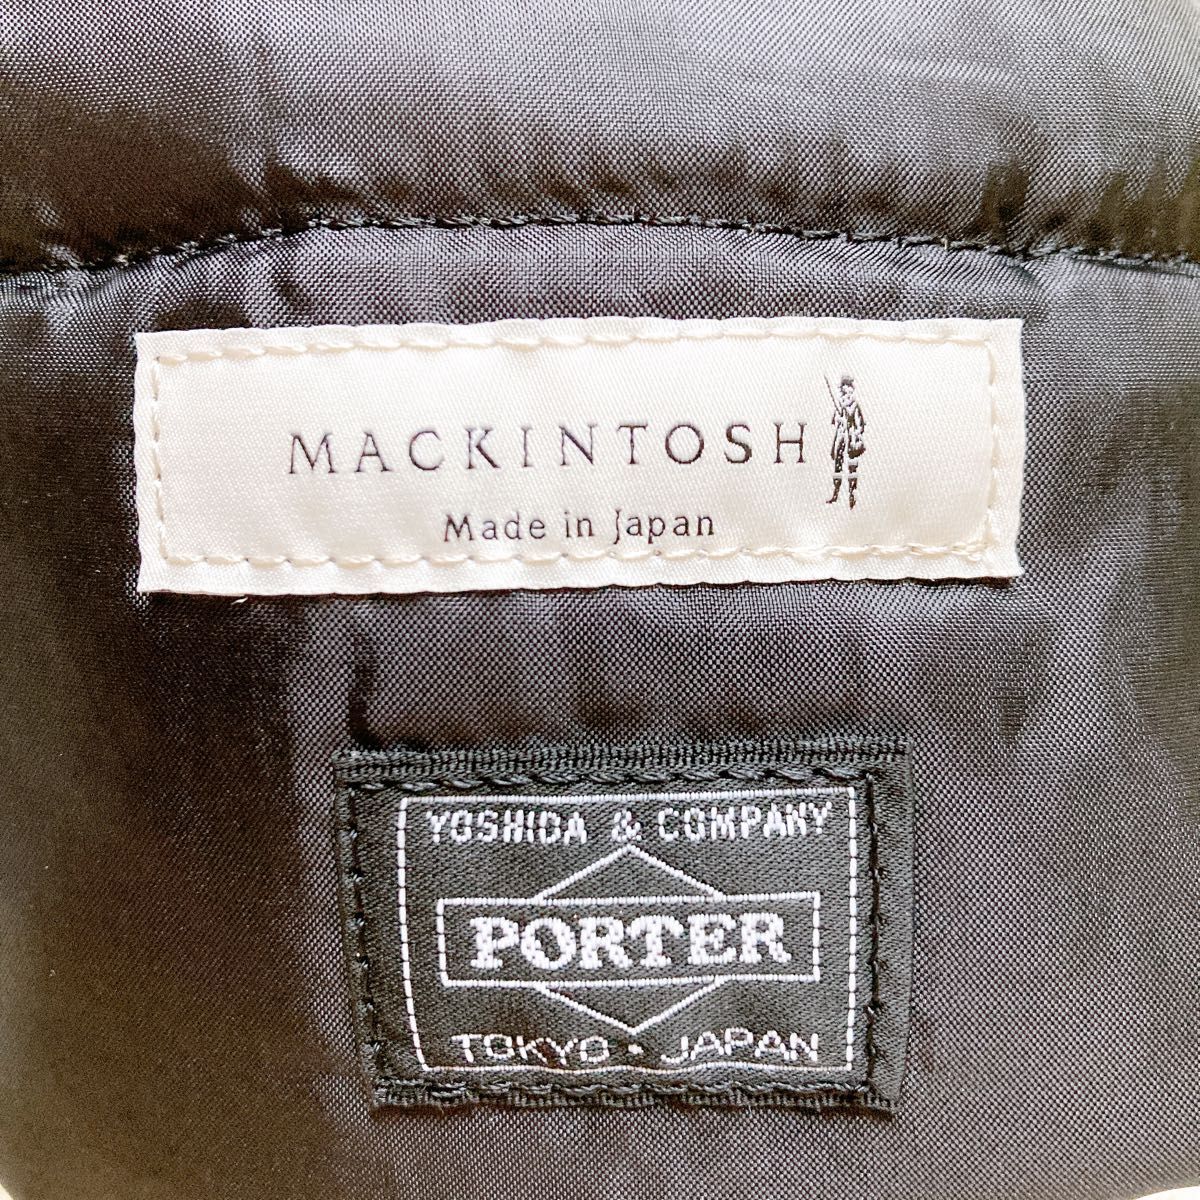 MACKINTOSH
Made in Japan
YOSHIDA & COMPANY
PORTER
TOKYO・JAPAN